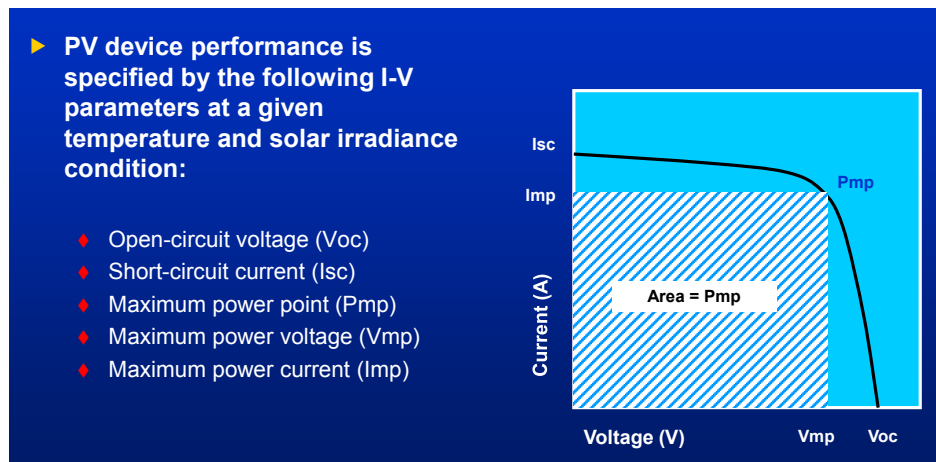 PV device performance is
specified by the following I-V
parameters at a given
temperature and solar irradiance
condition:
Open-circuit voltage (Voc)
Short-circuit current (Isc)
Maximum power point (Pmp)
Maximum power voltage (Vmp)
Maximum power current (Imp)
Isc
Pmp
Imp
Area = Pmp
Current (A)
Voltage (V)
Vmp
Voc